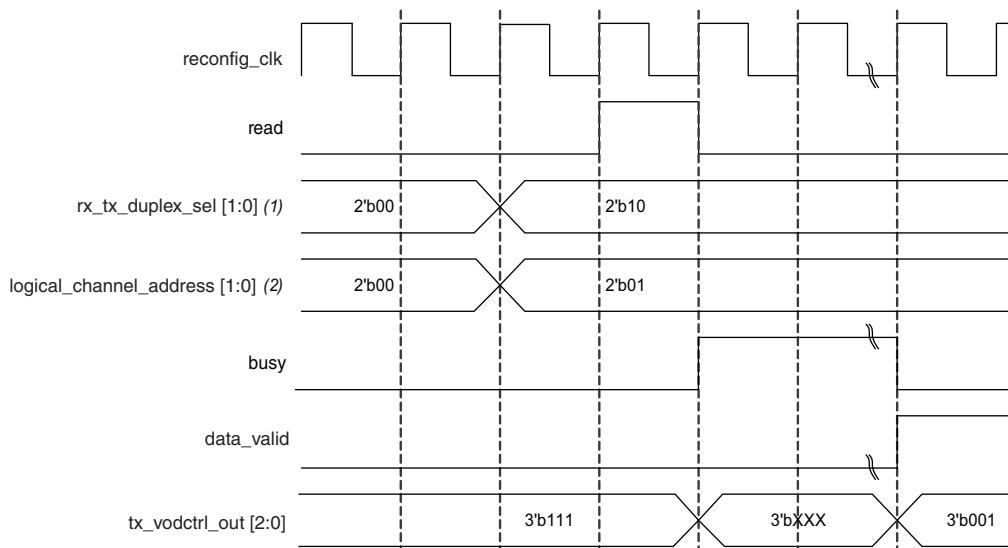 reconfig_clk
read
rx_tx_duplex_sel [1:0] (1) 2'b00 2'b10
logical_channel_address [1:0] (2) 2'b00 2'b01
busy
data_valid
tx_vodctrl_out [2:0] 3'b111 3'bXXX 3'b001